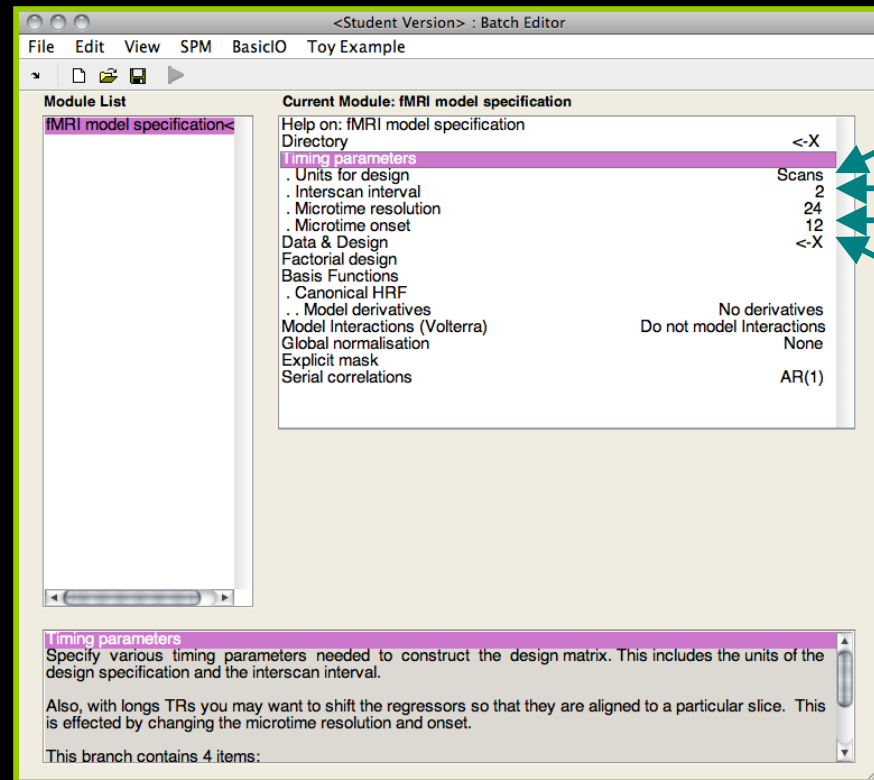 <Student Version> : Batch Editor
File Edit View SPM BasicIO Toy Example
Module List
Current Module: fMRI model specification
fMRI model specification<
Help on: fMRI model specification
Directory <-X
Timing parameters
. Units for design Scans
. Interscan interval 2
. Microtime resolution 24
. Microtime onset 12
Data & Design <-X
Factorial design
Basis Functions
. Canonical HRF
. . Model derivatives No derivatives
Model Interactions (Volterra) Do not model Interactions
Global normalisation None
Explicit mask
Serial correlations AR(1)
Timing parameters
Specify various timing parameters needed to construct the design matrix. This includes the units of the
design specification and the interscan interval.
Also, with longs TRs you may want to shift the regressors so that they are aligned to a particular slice. This
is effected by changing the microtime resolution and onset.
This branch contains 4 items: